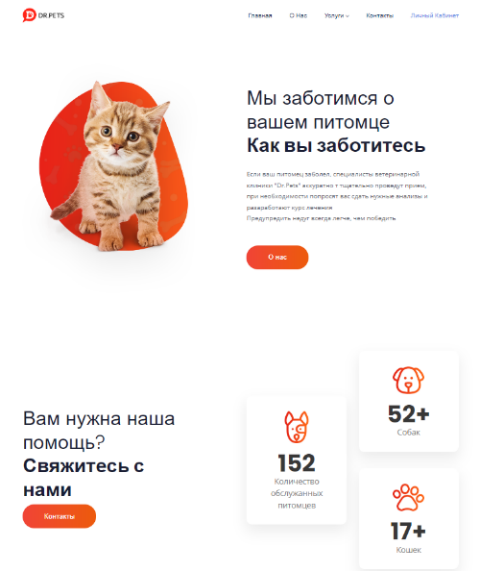 DR.PETS
Главная
О Нас
Услуги
Контакты
Личный Кабинет
Мы заботимся о
вашем питомце
Как вы заботитесь
Если ваш питомец заболел, специалисты ветеринарной
клиники "Dr. Pets" аккуратно т тщательно проведут прием,
при необходимости попросят вас сдать нужные анализы и
разработают курс лечения
Предупредить недуг всегда легче, чем победить
О нас
Вам нужна наша
помощь?
Свяжитесь с
нами
Контакты
152
Количество
обслужанных
питомцев
52+
Собак
17+
Кошек